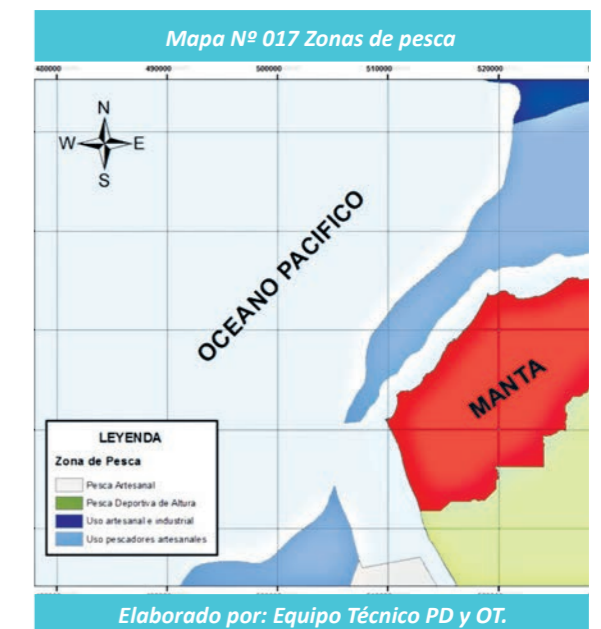 Mapa Nº 017 Zonas de pesca
480000 490000 500000 510000 520000
N
W E
S
OCEANO PACIFICO
MANTA
LEYENDA
Zona de Pesca
Pesca Artesanal
Pesca Deportiva de Altura
Uso artesanal e industrial
Uso pescadores artesanales
Elaborado por: Equipo Técnico PD y OT.